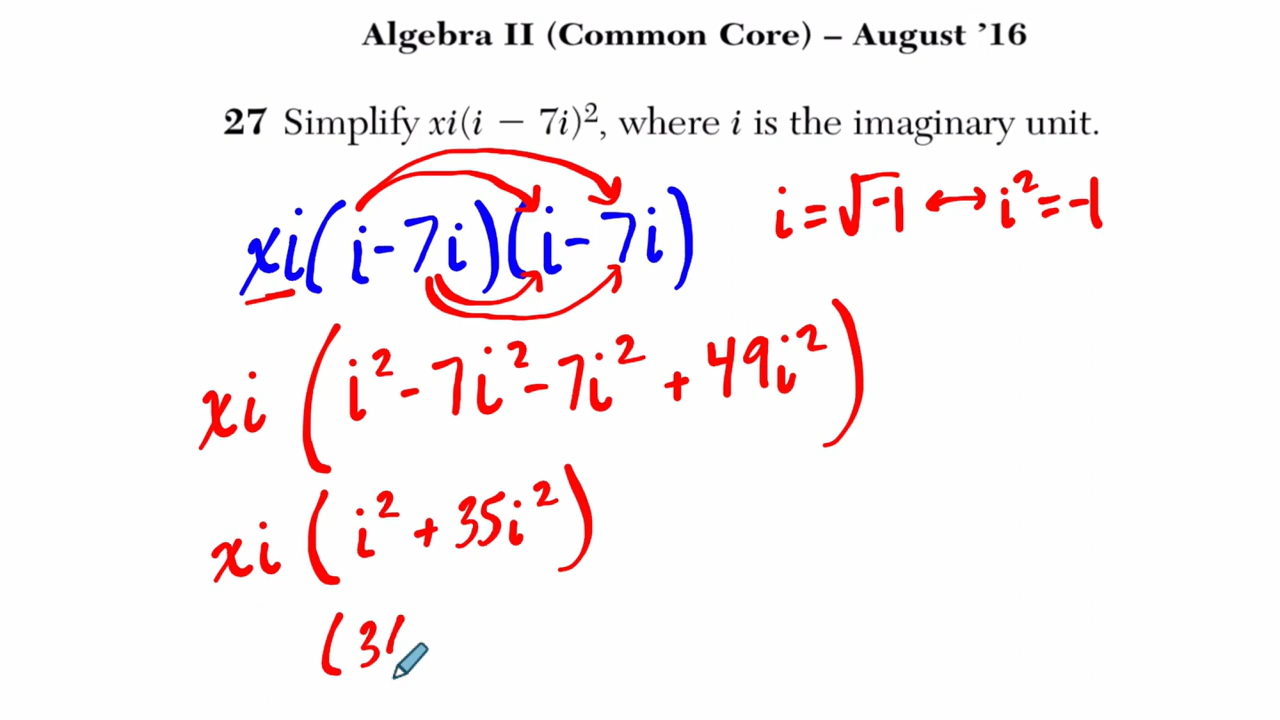 Algebra II (Common Core) – August ’16
27 Simplify xi(i − 7i)², where i is the imaginary unit.
xi(i-7i)(i-7i) i=√-1 ↔ i²=-1
xi (i² - 7i² - 7i² + 49i²)
xi (i² + 35i²)
(3